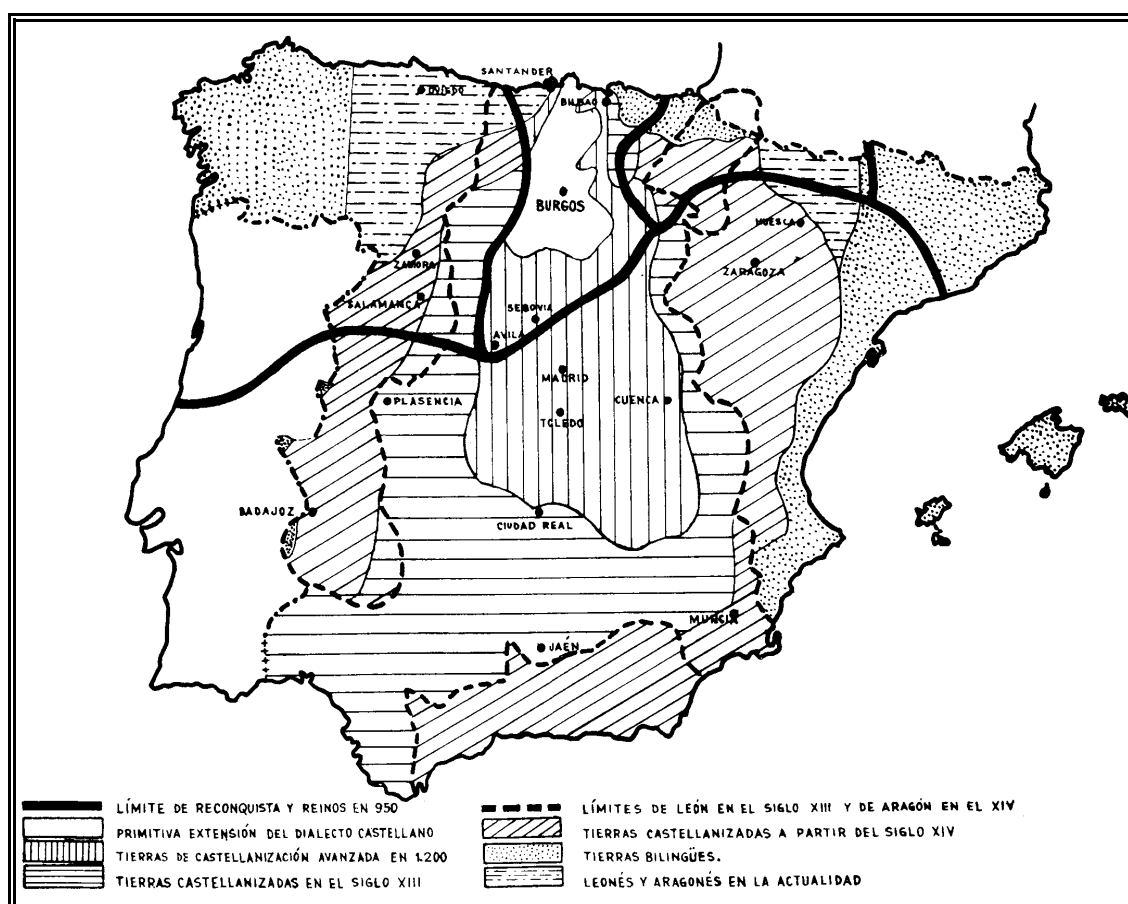 SANTANDER
OVIEDO
BILBAO
BURGOS
HUESCA
ZAMORA
ZARAGOZA
SALAMANCA
SEGOVIA
AVILA
MADRID
PLASENCIA
CUENCA
TOLEDO
BADAJOZ
CIUDAD REAL
MURCIA
JAÉN
LÍMITE DE RECONQUISTA Y REINOS EN 950
PRIMITIVA EXTENSIÓN DEL DIALECTO CASTELLANO
TIERRAS DE CASTELLANIZACIÓN AVANZADA EN 1.200
TIERRAS CASTELLANIZADAS EN EL SIGLO XIII
LÍMITES DE LEÓN EN EL SIGLO XIII Y DE ARAGÓN EN EL XIV
TIERRAS CASTELLANIZADAS A PARTIR DEL SIGLO XIV
TIERRAS BILINGÜES.
LEONÉS Y ARAGONÉS EN LA ACTUALIDAD